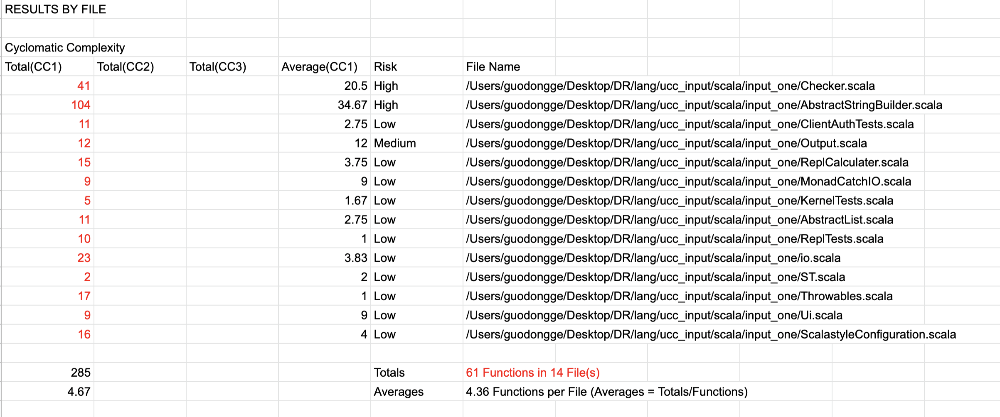 RESULTS BY FILE
Cyclomatic Complexity
Total(CC1) Total(CC2) Total(CC3) Average(CC1) Risk File Name
41 20.5 High /Users/guodongge/Desktop/DR/lang/ucc_input/scala/input_one/Checker.scala
104 34.67 High /Users/guodongge/Desktop/DR/lang/ucc_input/scala/input_one/AbstractStringBuilder.scala
11 2.75 Low /Users/guodongge/Desktop/DR/lang/ucc_input/scala/input_one/ClientAuthTests.scala
12 12 Medium /Users/guodongge/Desktop/DR/lang/ucc_input/scala/input_one/Output.scala
15 3.75 Low /Users/guodongge/Desktop/DR/lang/ucc_input/scala/input_one/ReplCalculater.scala
9 9 Low /Users/guodongge/Desktop/DR/lang/ucc_input/scala/input_one/MonadCatchIO.scala
5 1.67 Low /Users/guodongge/Desktop/DR/lang/ucc_input/scala/input_one/KernelTests.scala
11 2.75 Low /Users/guodongge/Desktop/DR/lang/ucc_input/scala/input_one/AbstractList.scala
10 1 Low /Users/guodongge/Desktop/DR/lang/ucc_input/scala/input_one/ReplTests.scala
23 3.83 Low /Users/guodongge/Desktop/DR/lang/ucc_input/scala/input_one/io.scala
2 2 Low /Users/guodongge/Desktop/DR/lang/ucc_input/scala/input_one/ST.scala
17 1 Low /Users/guodongge/Desktop/DR/lang/ucc_input/scala/input_one/Throwables.scala
9 9 Low /Users/guodongge/Desktop/DR/lang/ucc_input/scala/input_one/Ui.scala
16 4 Low /Users/guodongge/Desktop/DR/lang/ucc_input/scala/input_one/ScalastyleConfiguration.scala
285 Totals 61 Functions in 14 File(s)
4.67 Averages 4.36 Functions per File (Averages = Totals/Functions)